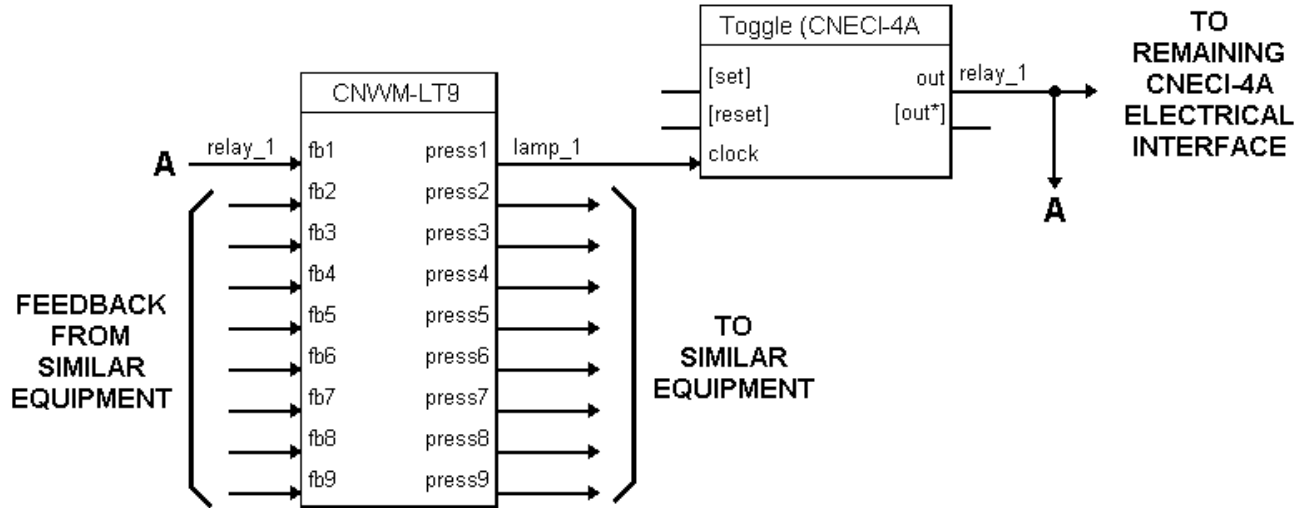 Toggle (CNECI-4A
[set]
out
relay_1
[reset]
[out*]
clock
TO
REMAINING
CNECI-4A
ELECTRICAL
INTERFACE
A
CNWM-LT9
A
relay_1
fb1
press1
lamp_1
fb2
press2
fb3
press3
fb4
press4
fb5
press5
fb6
press6
fb7
press7
fb8
press8
fb9
press9
FEEDBACK
FROM
SIMILAR
EQUIPMENT
TO
SIMILAR
EQUIPMENT